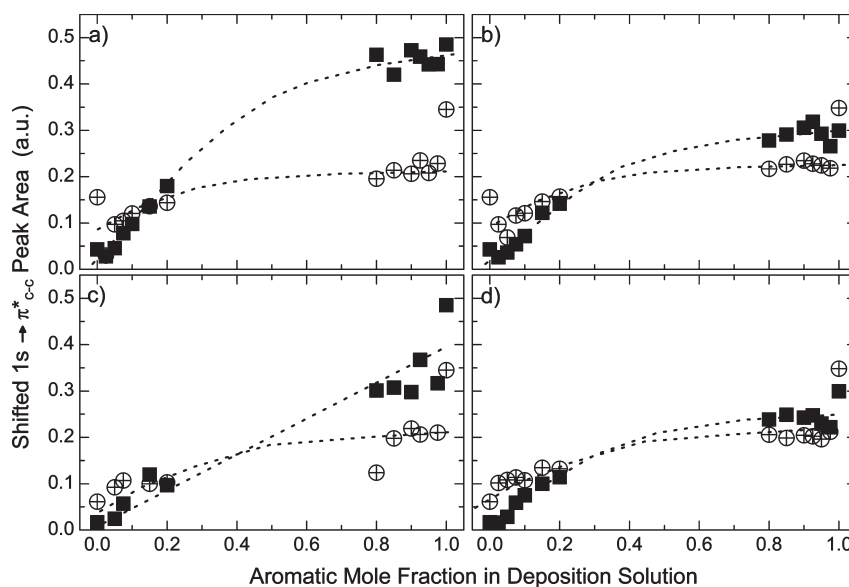 a)
b)
0.5
0.4
0.3
0.2
0.1
0.0
c)
d)
0.5
0.4
0.3
0.2
0.1
0.0
0.0 0.2 0.4 0.6 0.8 1.0 0.0 0.2 0.4 0.6 0.8 1.0
Shifted 1s → π*c-c Peak Area (a.u.)
Aromatic Mole Fraction in Deposition Solution